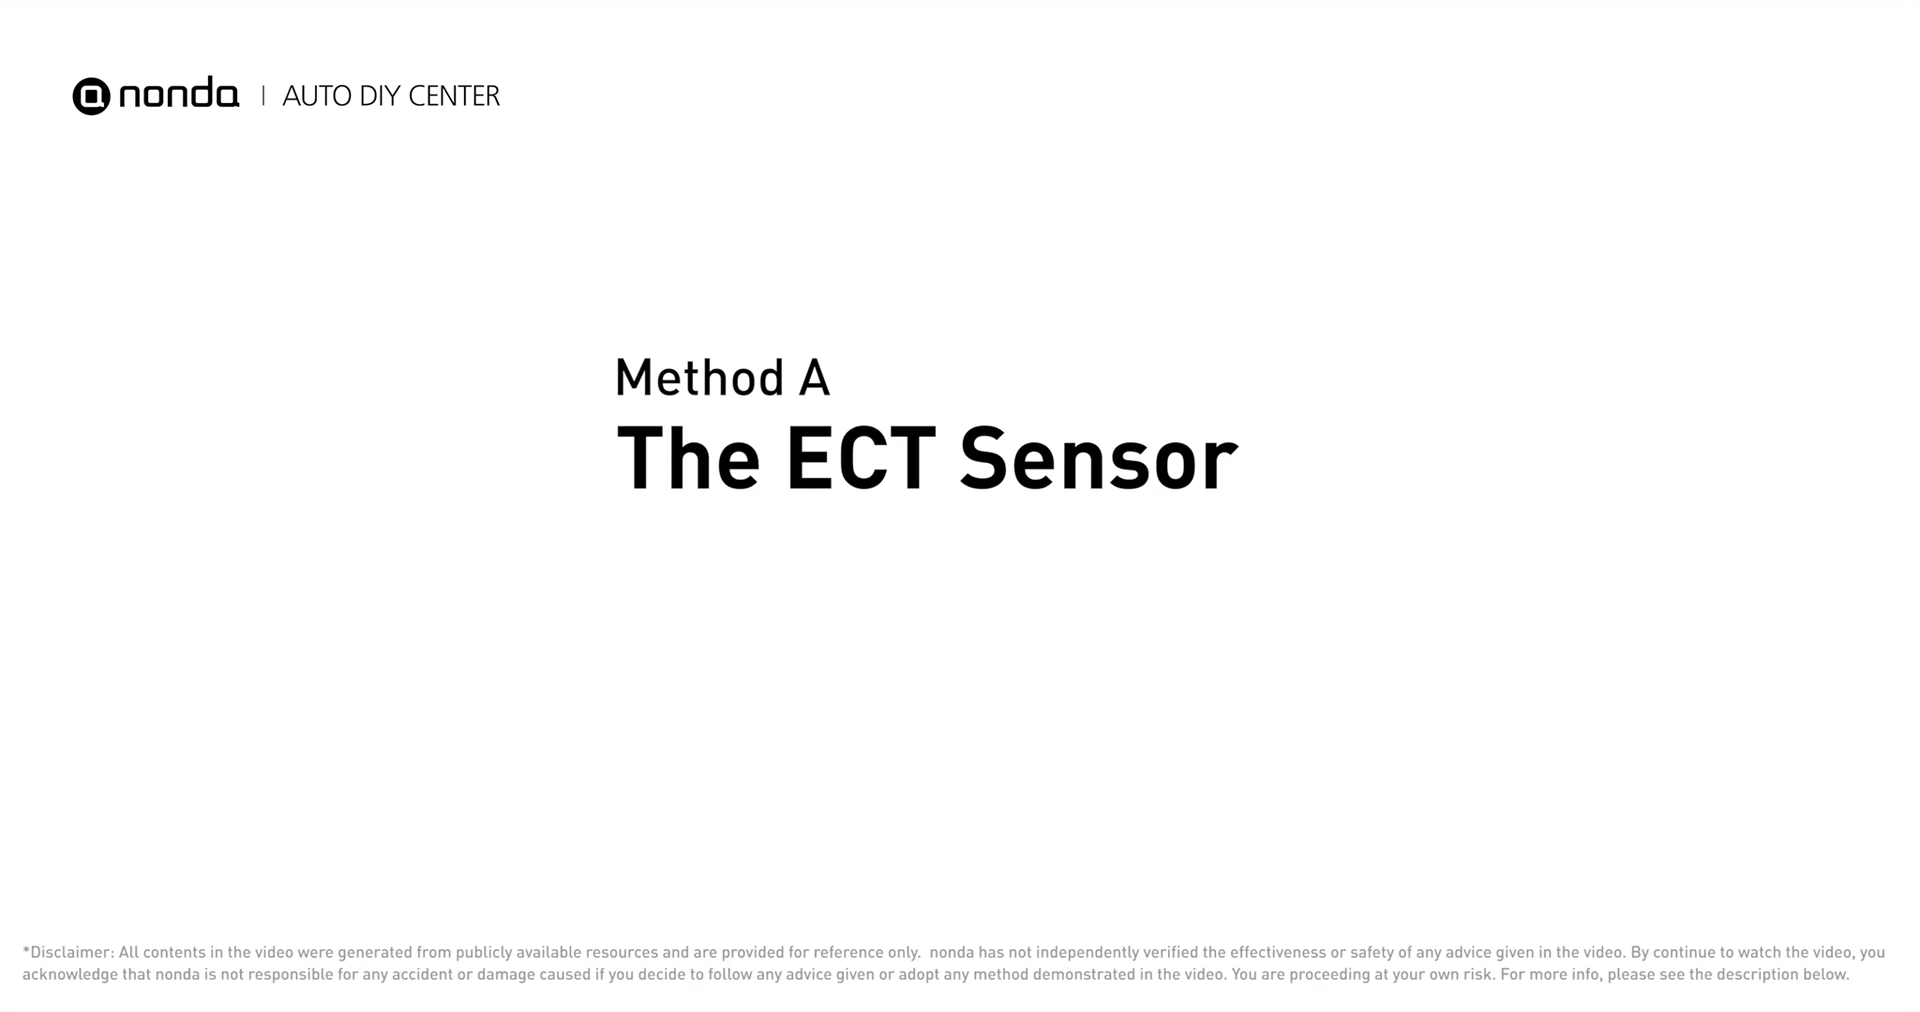 nonda | AUTO DIY CENTER
Method A
The ECT Sensor
*Disclaimer: All contents in the video were generated from publicly available resources and are provided for reference only. nonda has not independently verified the effectiveness or safety of any advice given in the video. By continue to watch the video, you
acknowledge that nonda is not responsible for any accident or damage caused if you decide to follow any advice given or adopt any method demonstrated in the video. You are proceeding at your own risk. For more info, please see the description below.